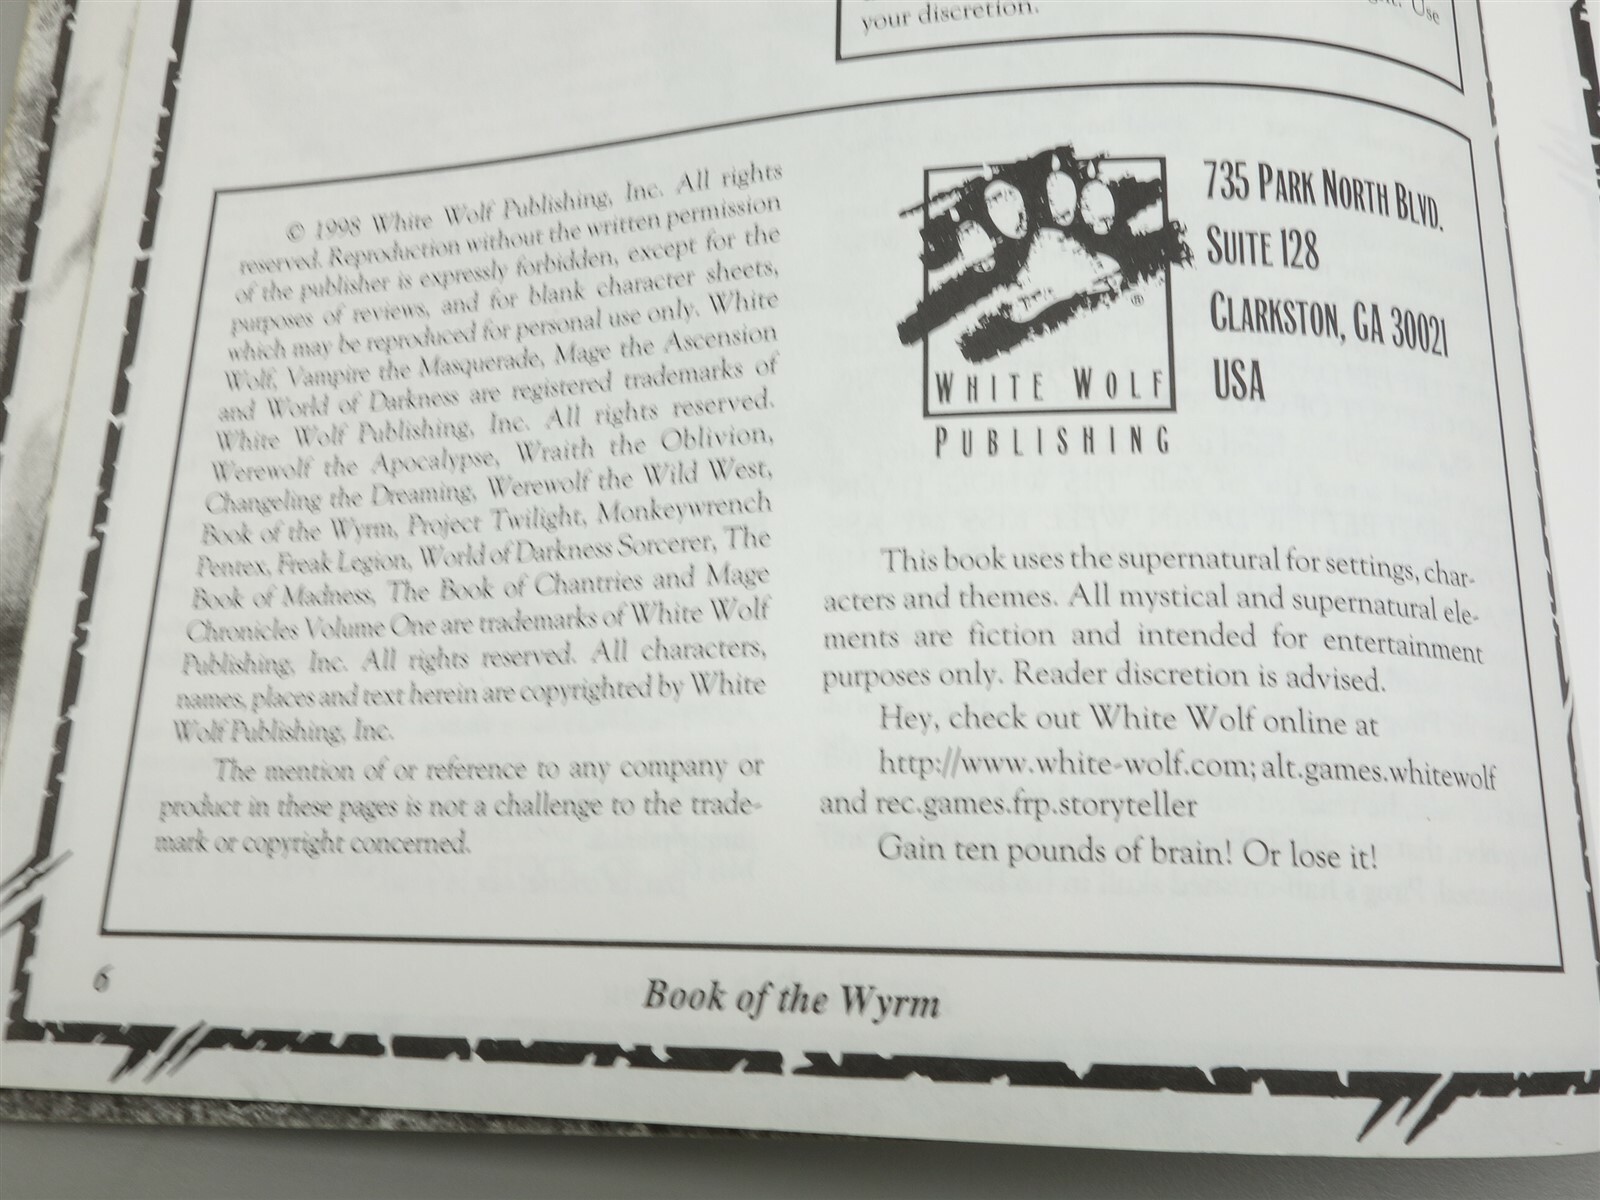 Use
your discretion.
© 1998 White Wolf Publishing, Inc. All rights
reserved. Reproduction without the written permission
of the publisher is expressly forbidden, except for the
purposes of reviews, and for blank character sheets,
which may be reproduced for personal use only. White
Wolf, Vampire the Masquerade, Mage the Ascension
and World of Darkness are registered trademarks of
White Wolf Publishing, Inc. All rights reserved.
Werewolf the Apocalypse, Wraith the Oblivion,
Changeling the Dreaming, Werewolf the Wild West,
Book of the Wyrm, Project Twilight, Monkeywrench
Pentex, Freak Legion, World of Darkness Sorcerer, The
Book of Madness, The Book of Chantries and Mage
Chronicles Volume One are trademarks of White Wolf
Publishing, Inc. All rights reserved. All characters,
names, places and text herein are copyrighted by White
Wolf Publishing, Inc.
The mention of or reference to any company or
product in these pages is not a challenge to the trade-
mark or copyright concerned.
®
WHITE WOLF
PUBLISHING
735 PARK NORTH BLVD.
SUITE 128
CLARKSTON, GA 30021
USA
This book uses the supernatural for settings, char-
acters and themes. All mystical and supernatural ele-
ments are fiction and intended for entertainment
purposes only. Reader discretion is advised.
Hey, check out White Wolf online at
http://www.white-wolf.com; alt.games.whitewolf
and rec.games.frp.storyteller
Gain ten pounds of brain! Or lose it!
6
Book of the Wyrm